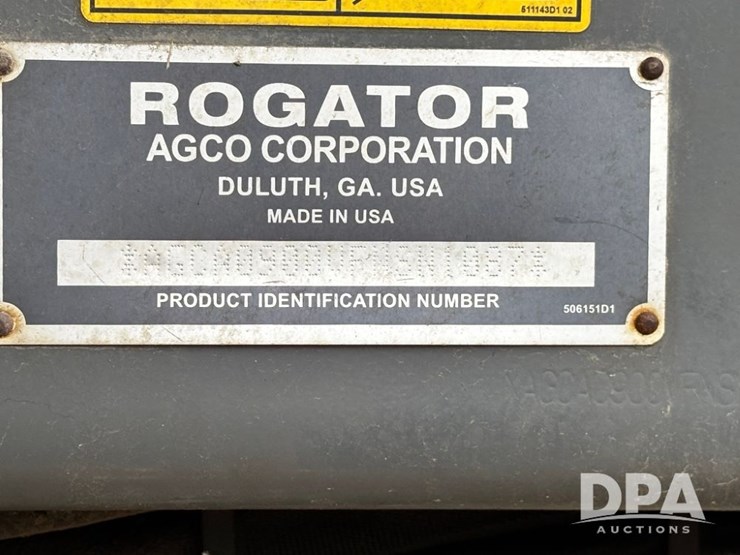 511143D1 02
ROGATOR
AGCO CORPORATION
DULUTH, GA. USA
MADE IN USA
PRODUCT IDENTIFICATION NUMBER
506151D1
DPA
AUCTIONS